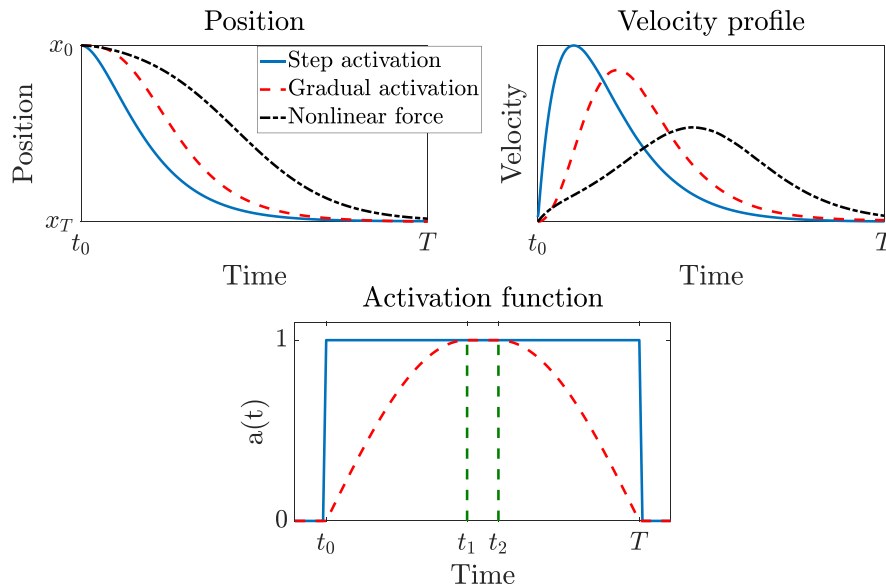 Position
Velocity profile
x0
Step activation
Gradual activation
Nonlinear force
Position
Velocity
xT
t0
T
t0
T
Time
Time
Activation function
1
a(t)
0
t0
t1
t2
T
Time